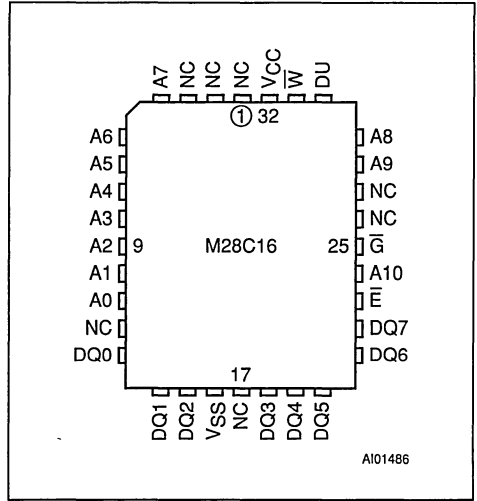 A7 NC NC NC VCC W̅ DU
① 32
A6 A8
A5 A9
A4 NC
A3 NC
A2 9 M28C16 25 G̅
A1 A10
A0 E̅
NC DQ7
DQ0 DQ6
17
DQ1 DQ2 VSS NC DQ3 DQ4 DQ5
AI01486